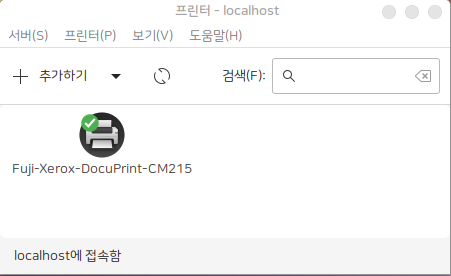 프린터 - localhost
서버(S) 프린터(P) 보기(V) 도움말(H)
추가하기 검색(F):
Fuji-Xerox-DocuPrint-CM215
localhost에 접속함